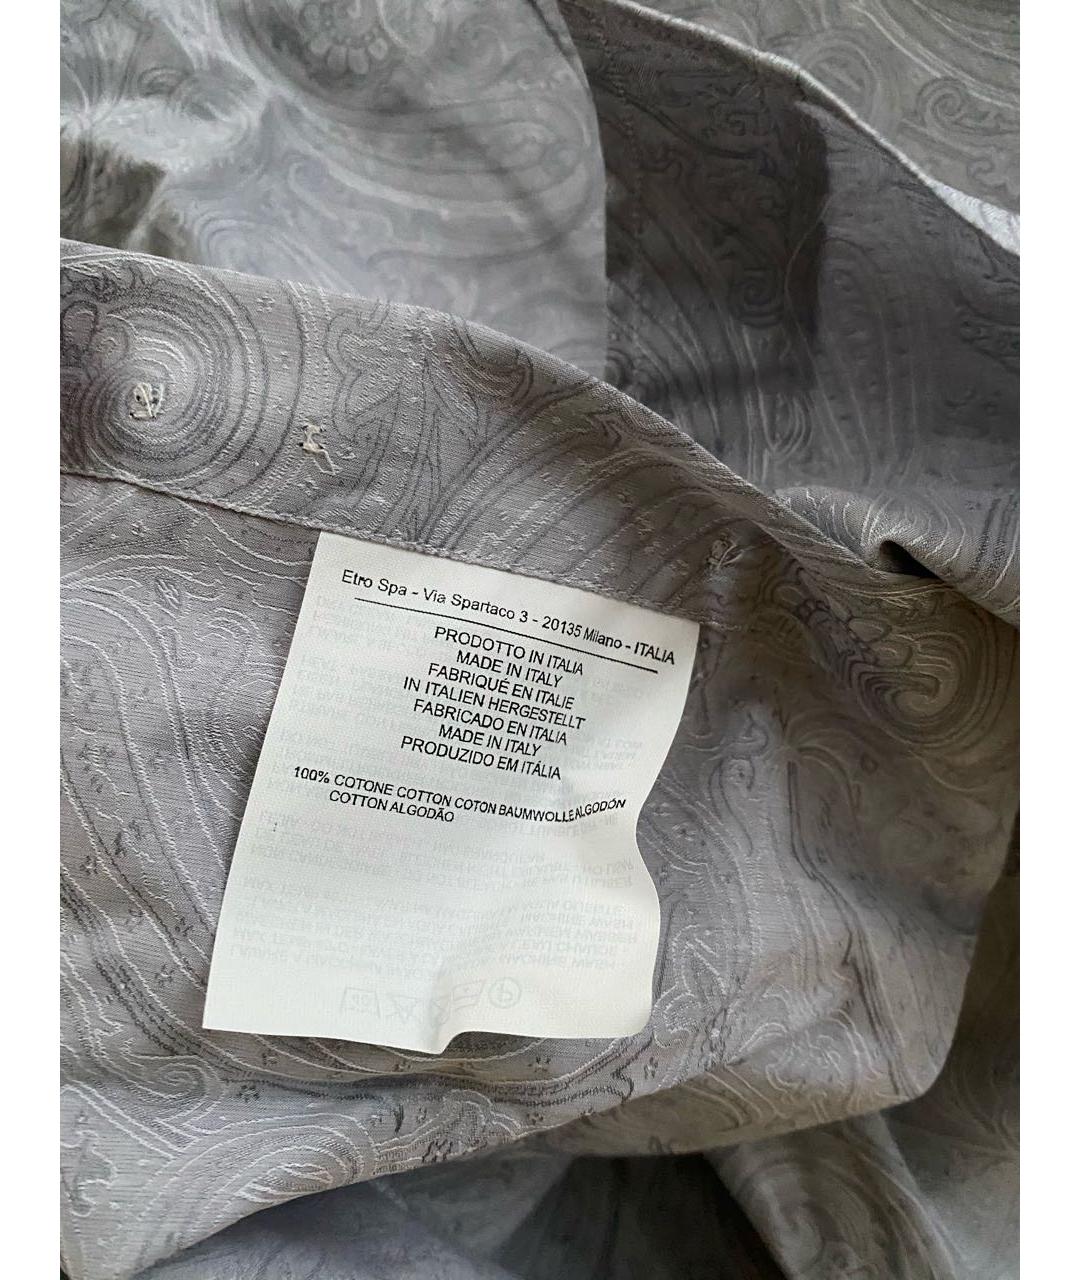 Etro Spa - Via Spartaco 3 - 20135 Milano - ITALIA
PRODOTTO IN ITALIA
MADE IN ITALY
FABRIQUÉ EN ITALIE
IN ITALIEN HERGESTELLT
FABRICADO EN ITALIA
MADE IN ITALY
PRODUZIDO EM ITÁLIA
100% COTONE COTTON COTON BAUMWOLLE ALGODÓN
COTTON ALGODÃO